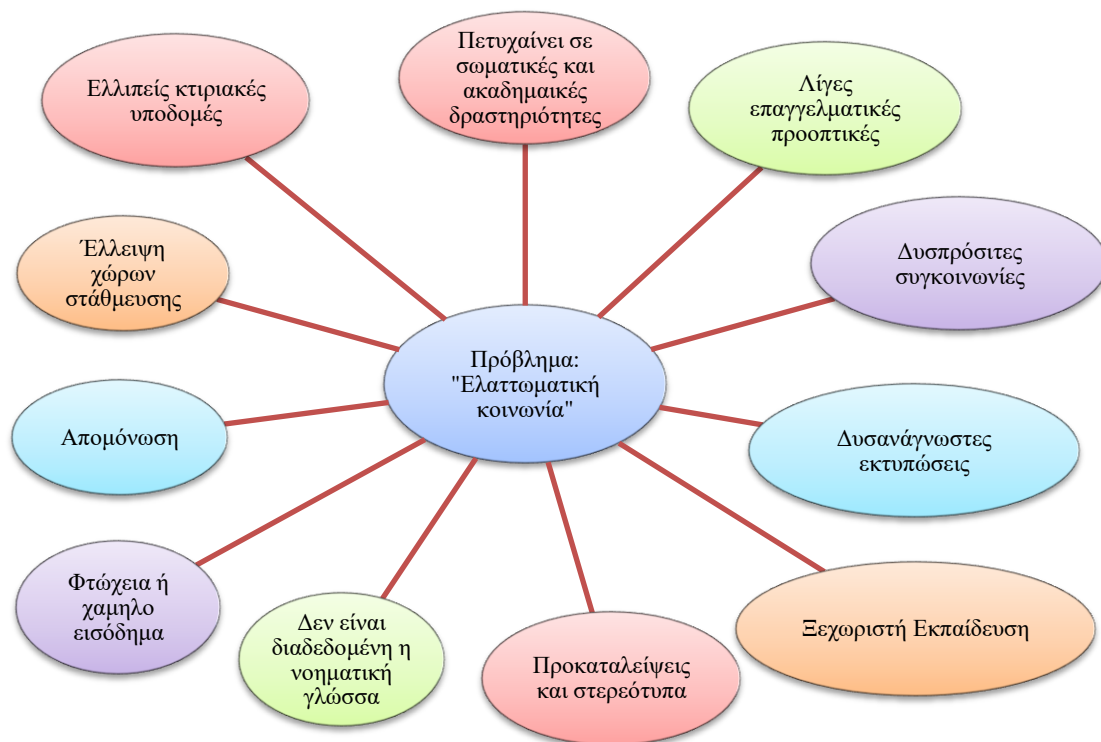 Ελλιπείς κτιριακές
υποδομές
Πετυχαίνει σε
σωματικές και
ακαδημαικές
δραστηριότητες
Λίγες
επαγγελματικές
προοπτικές
Έλλειψη
χώρων
στάθμευσης
Δυσπρόσιτες
συγκοινωνίες
Πρόβλημα:
"Ελαττωματική
κοινωνία"
Απομόνωση
Δυσανάγνωστες
εκτυπώσεις
Φτώχεια ή
χαμηλο
εισόδημα
Δεν είναι
διαδεδομένη η
νοηματική
γλώσσα
Προκαταλείψεις
και στερεότυπα
Ξεχωριστή Εκπαίδευση